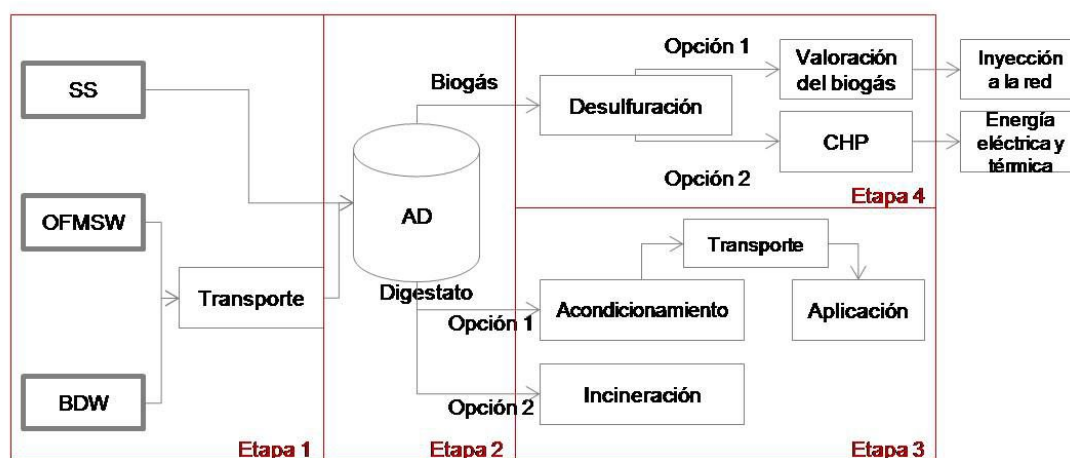 SS
OFMSW
BDW
Transporte
Etapa 1
AD
Biogás
Digestato
Opción 1
Opción 2
Etapa 2
Desulfuración
Opción 1
Opción 2
Valoración
del biogás
CHP
Inyección
a la red
Energía
eléctrica y
térmica
Etapa 4
Acondicionamiento
Transporte
Aplicación
Incineración
Etapa 3